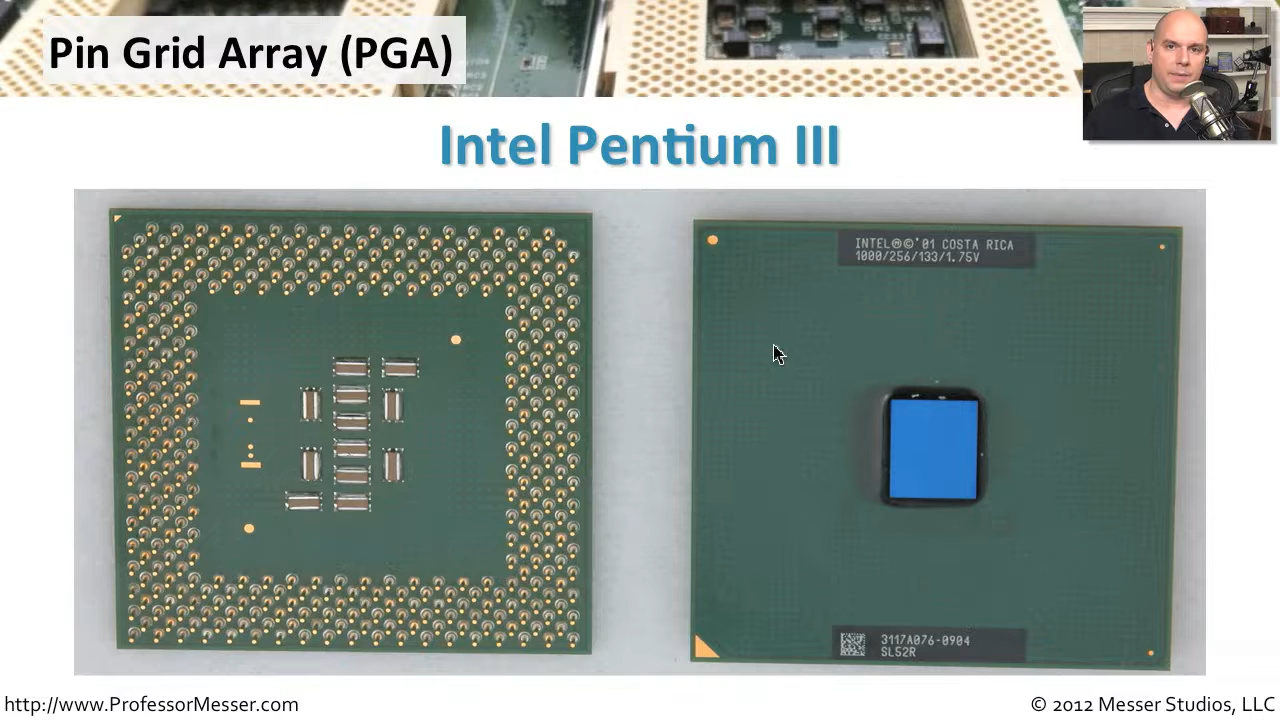 Pin Grid Array (PGA)
Intel Pentium III
INTEL®©'01 COSTA RICA
1000/256/133/1.75V
3117A076-0904
SL52R
http://www.ProfessorMesser.com
© 2012 Messer Studios, LLC